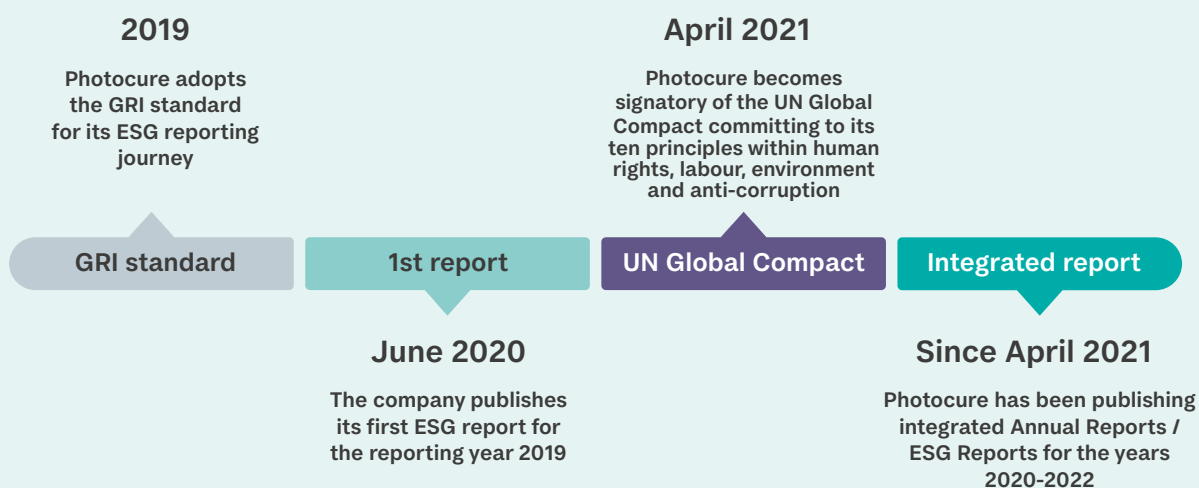 2019
Photocure adopts
the GRI standard
for its ESG reporting
journey
April 2021
Photocure becomes
signatory of the UN Global
Compact committing to its
ten principles within human
rights, labour, environment
and anti-corruption
GRI standard
1st report
UN Global Compact
Integrated report
June 2020
The company publishes
its first ESG report for
the reporting year 2019
Since April 2021
Photocure has been publishing
integrated Annual Reports /
ESG Reports for the years
2020-2022